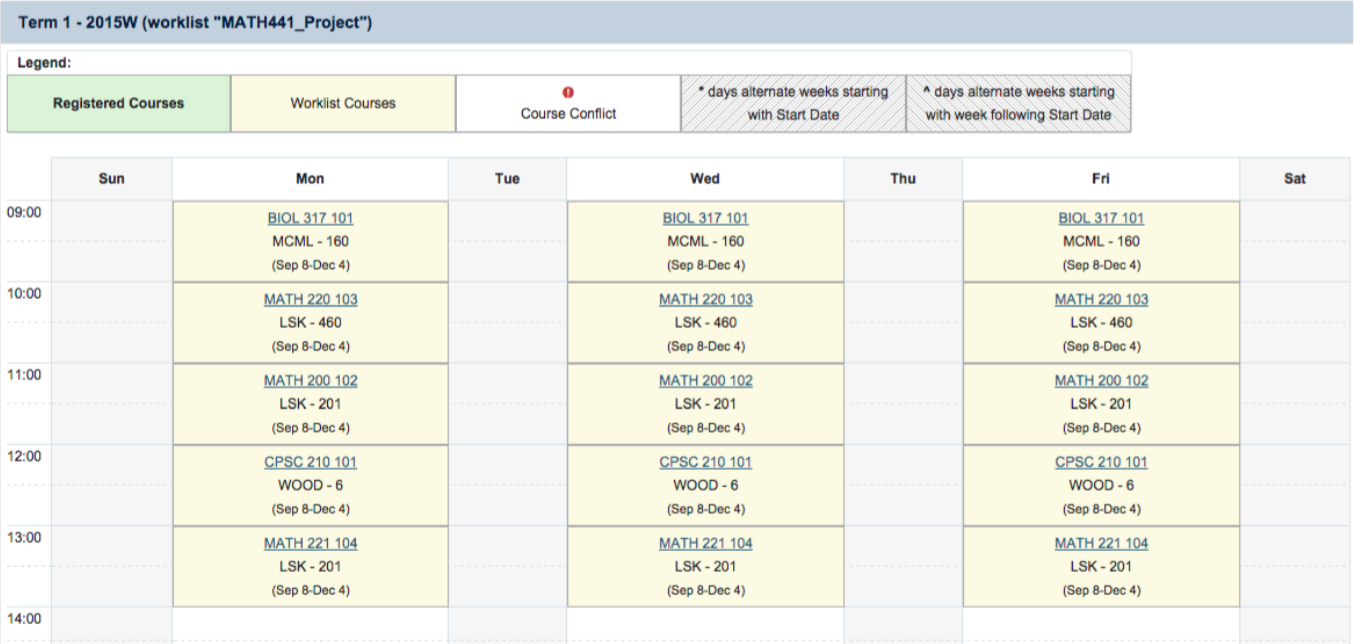 Term 1 - 2015W (worklist "MATH441_Project")
Legend:
Registered Courses
Worklist Courses
Course Conflict
* days alternate weeks starting
with Start Date
^ days alternate weeks starting
with week following Start Date
Sun Mon Tue Wed Thu Fri Sat
09:00
BIOL 317 101 BIOL 317 101 BIOL 317 101
MCML - 160 MCML - 160 MCML - 160
(Sep 8-Dec 4) (Sep 8-Dec 4) (Sep 8-Dec 4)
10:00
MATH 220 103 MATH 220 103 MATH 220 103
LSK - 460 LSK - 460 LSK - 460
(Sep 8-Dec 4) (Sep 8-Dec 4) (Sep 8-Dec 4)
11:00
MATH 200 102 MATH 200 102 MATH 200 102
LSK - 201 LSK - 201 LSK - 201
(Sep 8-Dec 4) (Sep 8-Dec 4) (Sep 8-Dec 4)
12:00
CPSC 210 101 CPSC 210 101 CPSC 210 101
WOOD - 6 WOOD - 6 WOOD - 6
(Sep 8-Dec 4) (Sep 8-Dec 4) (Sep 8-Dec 4)
13:00
MATH 221 104 MATH 221 104 MATH 221 104
LSK - 201 LSK - 201 LSK - 201
(Sep 8-Dec 4) (Sep 8-Dec 4) (Sep 8-Dec 4)
14:00